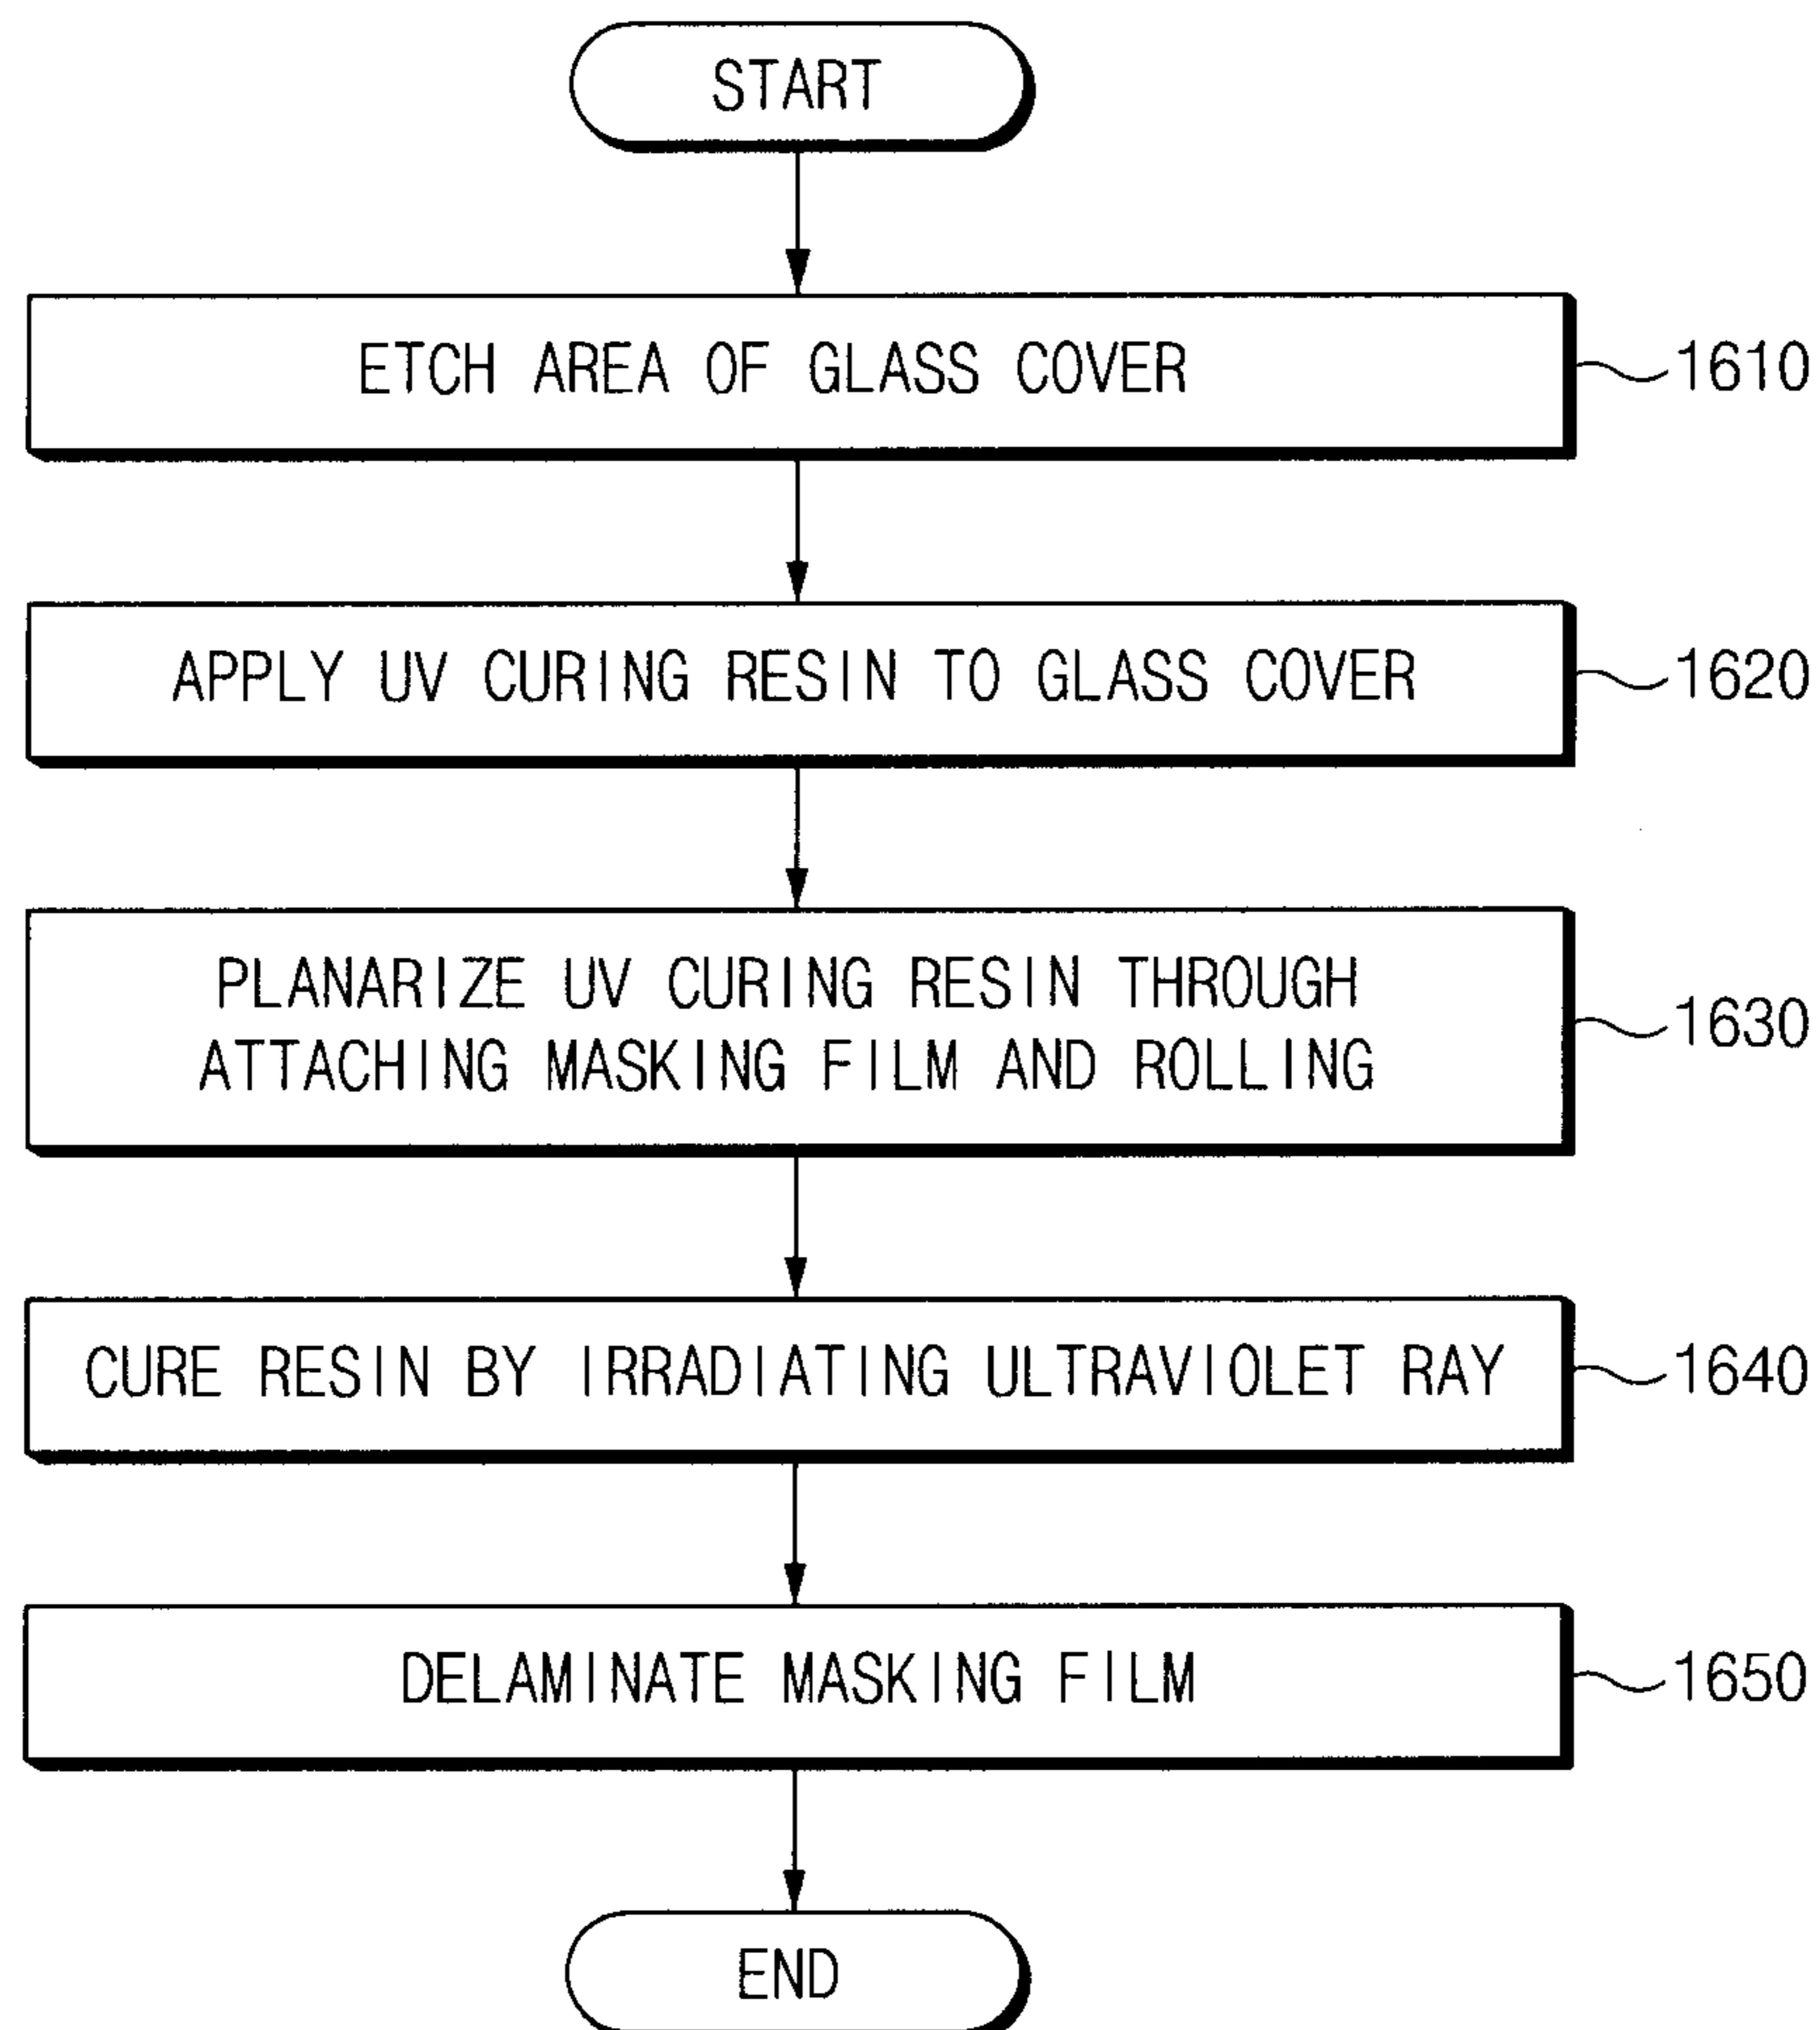 START
ETCH AREA OF GLASS COVER
1610
APPLY UV CURING RESIN TO GLASS COVER
1620
PLANARIZE UV CURING RESIN THROUGH
ATTACHING MASKING FILM AND ROLLING
1630
CURE RESIN BY IRRADIATING ULTRAVIOLET RAY
1640
DELAMINATE MASKING FILM
1650
END